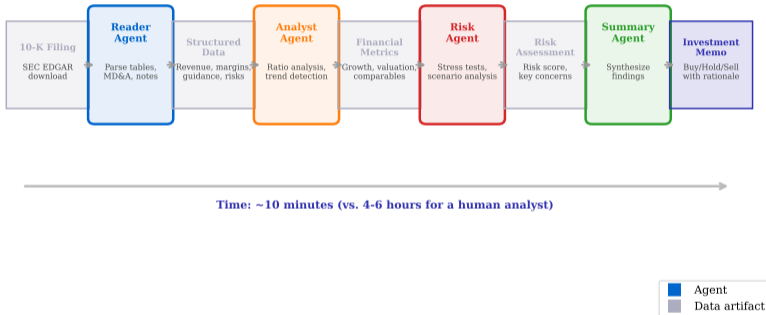 10-K Filing
SEC EDGAR
download
Reader
Agent
Parse tables,
MD&A, notes
Structured
Data
Revenue, margins,
guidance, risks
Analyst
Agent
Ratio analysis,
trend detection
Financial
Metrics
Growth, valuation,
comparables
Risk
Agent
Stress tests,
scenario analysis
Risk
Assessment
Risk score,
key concerns
Summary
Agent
Synthesize
findings
Investment
Memo
Buy/Hold/Sell
with rationale
Time: ~10 minutes (vs. 4-6 hours for a human analyst)
Agent
Data artifact